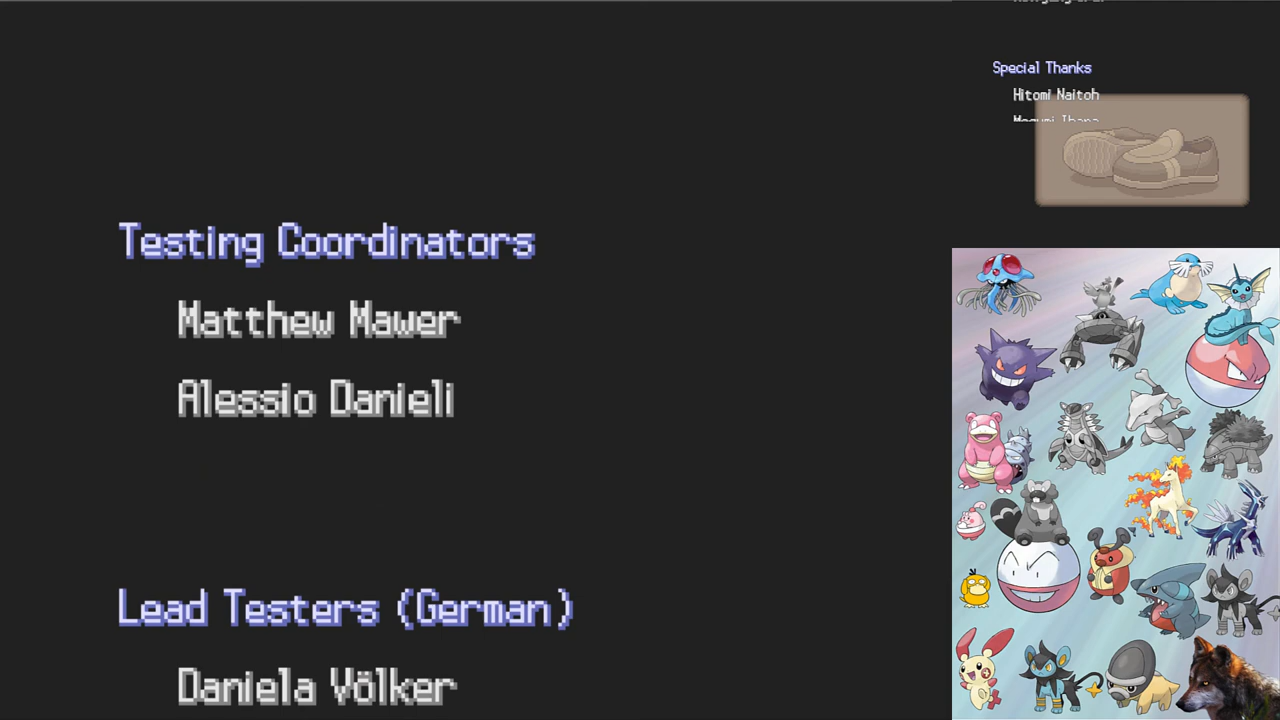 Testing Coordinators
Matthew Mawer
Alessio Danieli
Lead Testers (German)
Daniela Völker
Special Thanks
Hitomi Naitoh